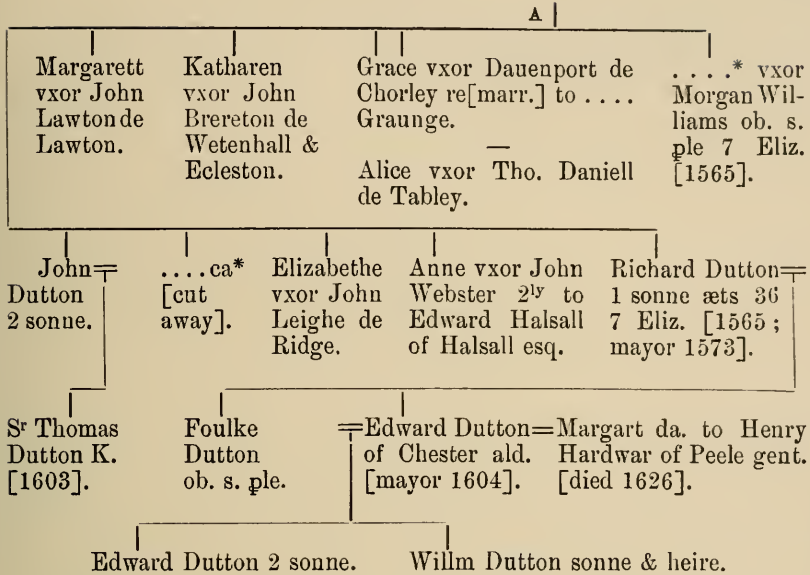 A
Margarett
vxor John
Lawton de
Lawton.
Katharen
vxor John
Brereton de
Wetenhall &
Ecleston.
Grace vxor Dauenport de
Chorley re[marr.] to . . . .
Graunge.
—
Alice vxor Tho. Daniell
de Tabley.
. . . .* vxor
Morgan Wil-
liams ob. s.
ꝑle 7 Eliz.
[1565].
John
Dutton
2 sonne.
. . . .ca*
[cut
away].
Elizabethe
vxor John
Leighe de
Ridge.
Anne vxor John
Webster 2ly to
Edward Halsall
of Halsall esq.
Richard Dutton
1 sonne æts 36
7 Eliz. [1565 ;
mayor 1573].
Sr Thomas
Dutton K.
[1603].
Foulke
Dutton
ob. s. ꝑle.
Edward Dutton=Margart da. to Henry
of Chester ald. Hardwar of Peele gent.
[mayor 1604]. [died 1626].
Edward Dutton 2 sonne. Willm Dutton sonne & heire.